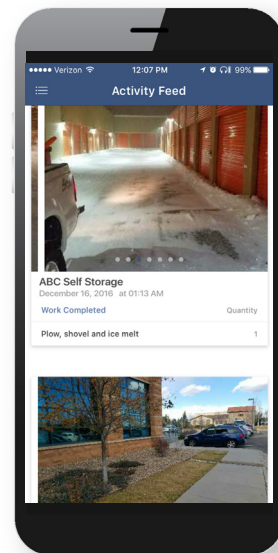 Verizon 12:07 PM 99%
Activity Feed
ABC Self Storage
December 16, 2016 at 01:13 AM
Work Completed Quantity
Plow, shovel and ice melt 1